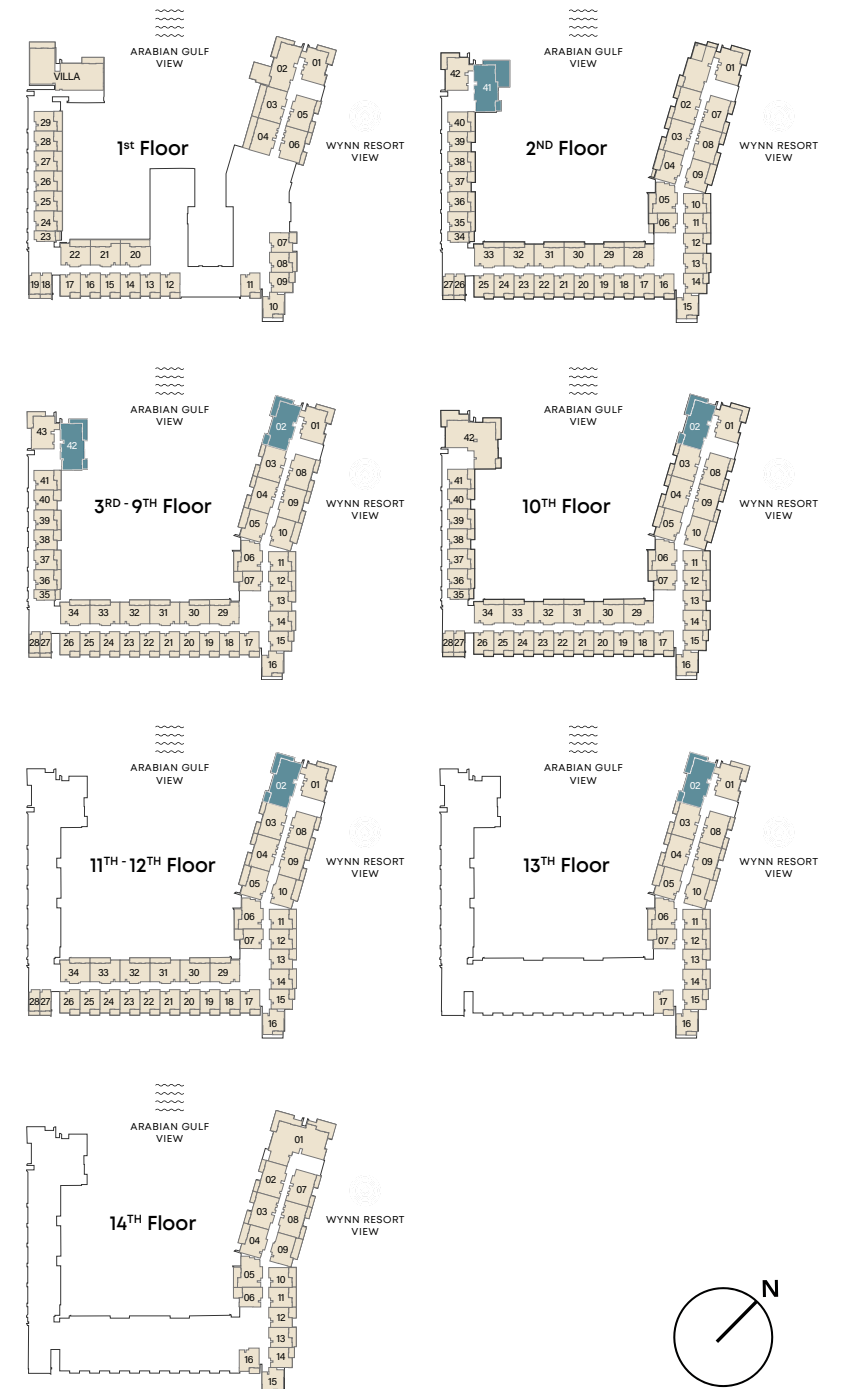 ARABIAN GULF
VIEW
VILLA
1st Floor
WYNN RESORT
VIEW
01
02
03
05
04
06
29
28
27
26
25
24
23
22 21 20
19 18 17 16 15 14 13 12
11
07
08
09
10
ARABIAN GULF
VIEW
42
41
2ND Floor
WYNN RESORT
VIEW
01
02
07
03
08
04
09
05
06
10
11
12
13
14
15
40
39
38
37
36
35
34
33 32 31 30 29 28
27 26 25 24 23 22 21 20 19 18 17 16
ARABIAN GULF
VIEW
43
42
3RD - 9TH Floor
WYNN RESORT
VIEW
02
01
03
08
04
09
05
10
06
07
11
12
13
14
15
16
41
40
39
38
37
36
35
34 33 32 31 30 29
28 27 26 25 24 23 22 21 20 19 18 17
ARABIAN GULF
VIEW
42
10TH Floor
WYNN RESORT
VIEW
02
01
03
08
04
09
05
10
06
07
11
12
13
14
15
16
41
40
39
38
37
36
35
34 33 32 31 30 29
28 27 26 25 24 23 22 21 20 19 18 17
ARABIAN GULF
VIEW
11TH - 12TH Floor
WYNN RESORT
VIEW
02
01
03
08
04
09
05
10
06
07
11
12
13
14
15
16
34 33 32 31 30 29
28 27 26 25 24 23 22 21 20 19 18 17
ARABIAN GULF
VIEW
13TH Floor
WYNN RESORT
VIEW
02
01
03
08
04
09
05
10
06
07
11
12
13
14
15
17
16
ARABIAN GULF
VIEW
14TH Floor
WYNN RESORT
VIEW
01
02
07
03
08
04
09
05
06
10
11
12
13
14
16
15
N